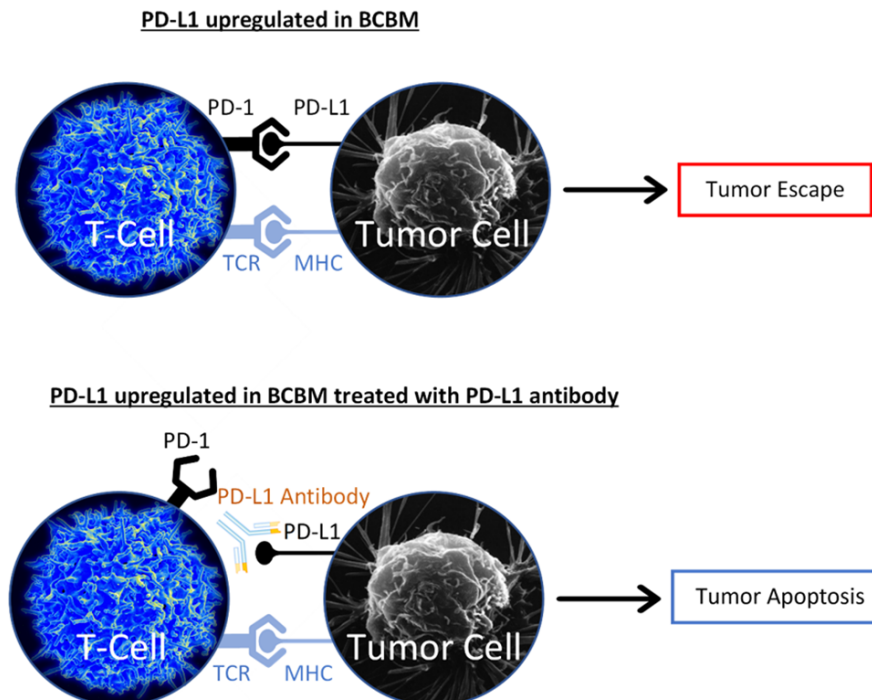 PD-L1 upregulated in BCBM
PD-1 PD-L1
T-Cell Tumor Cell
Tumor Escape
TCR MHC
PD-L1 upregulated in BCBM treated with PD-L1 antibody
PD-1
PD-L1 Antibody
PD-L1
Tumor Apoptosis
T-Cell Tumor Cell
TCR MHC